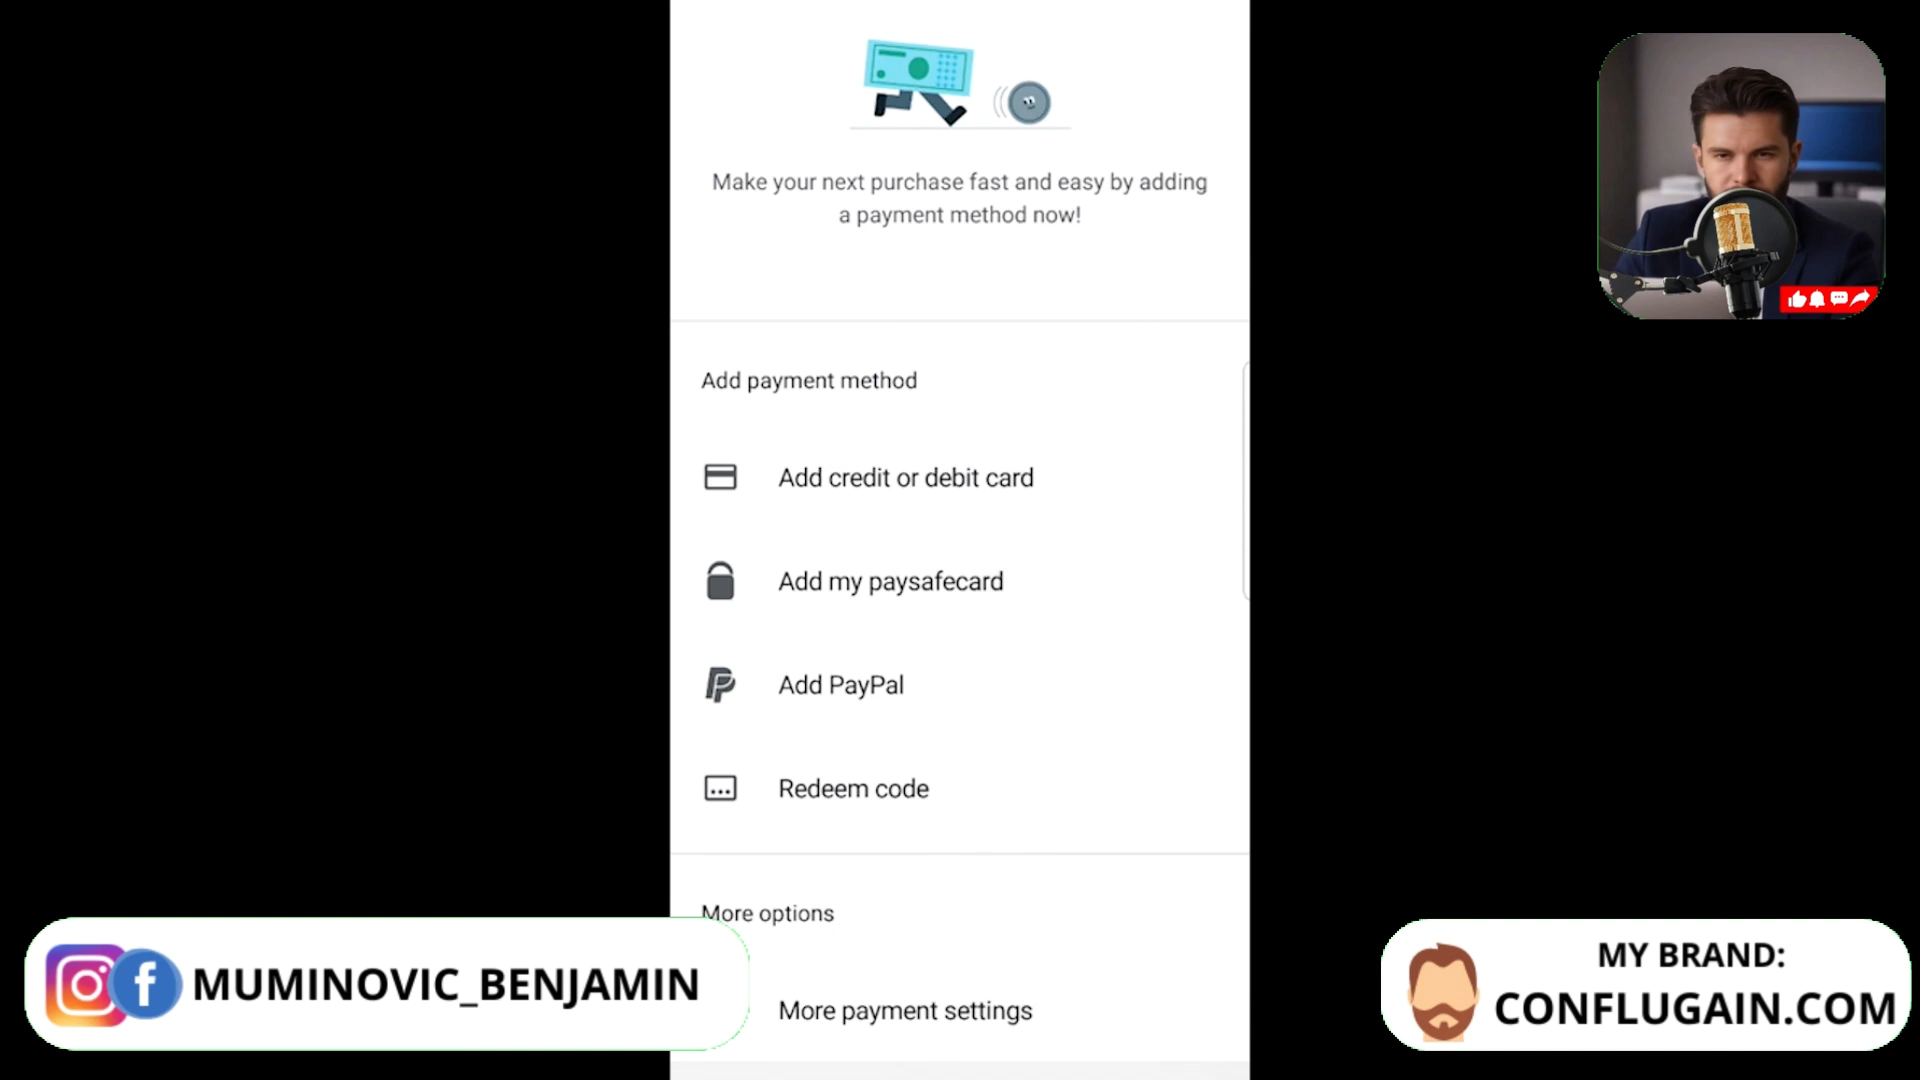 Make your next purchase fast and easy by adding
a payment method now!
Add payment method
Add credit or debit card
Add my paysafecard
Add PayPal
Redeem code
More options
More payment settings
MUMINOVIC_BENJAMIN
MY BRAND:
CONFLUGAIN.COM